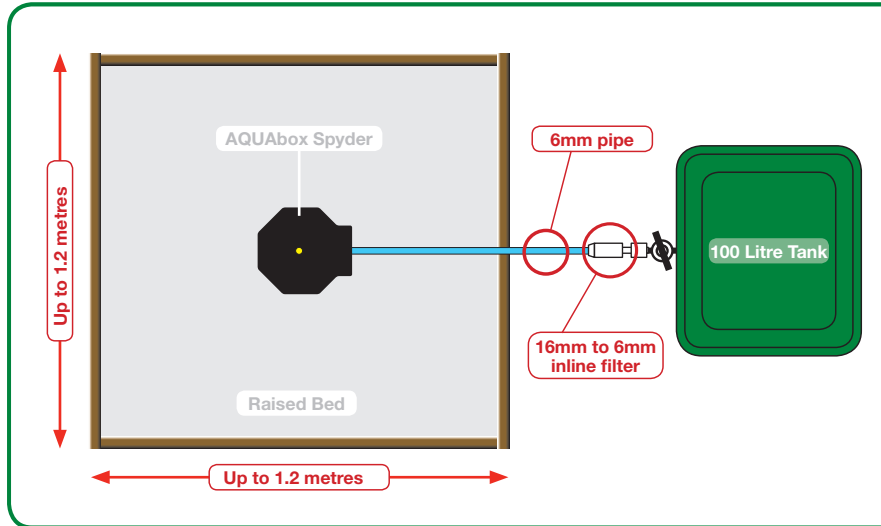 AQUAbox Spyder
6mm pipe
Up to 1.2 metres
100 Litre Tank
16mm to 6mm
inline filter
Raised Bed
Up to 1.2 metres